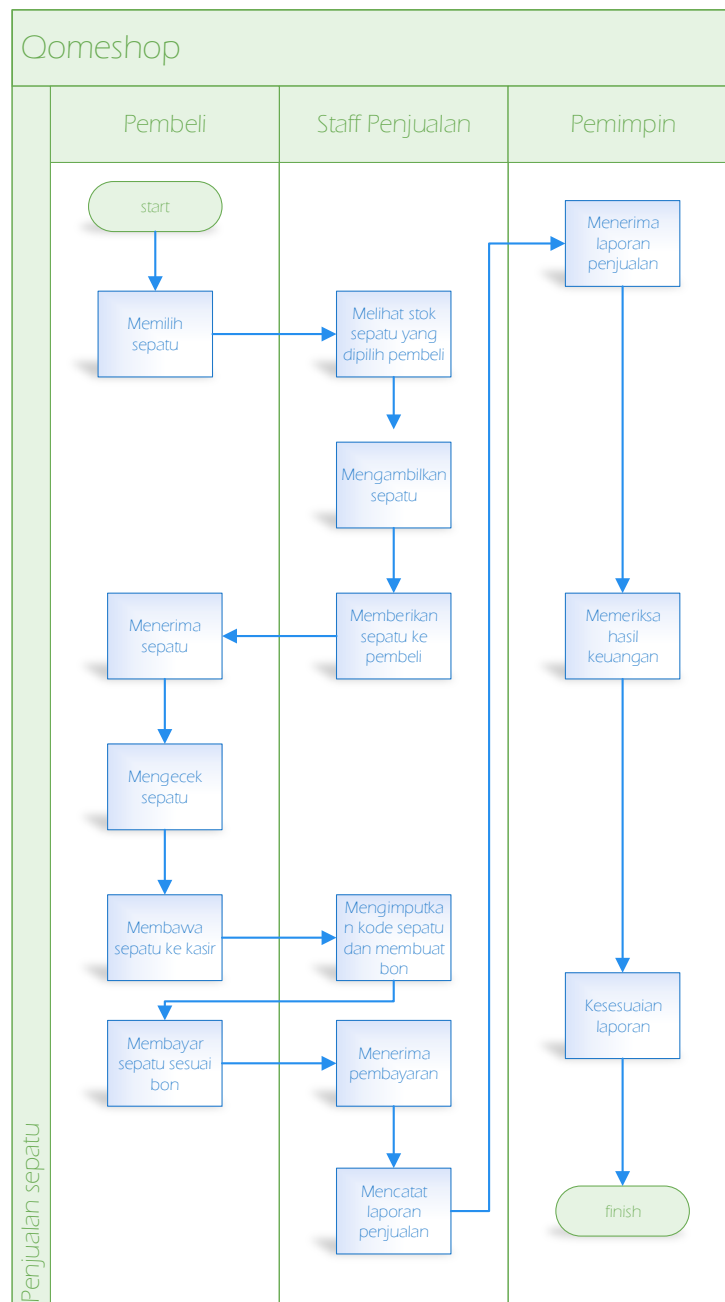 Qomeshop
Pembeli
Staff Penjualan
Pemimpin
Penjualan sepatu
start
Memilih
sepatu
Melihat stok
sepatu yang
dipilih pembeli
Mengambilkan
sepatu
Memberikan
sepatu ke
pembeli
Menerima
sepatu
Mengecek
sepatu
Membawa
sepatu ke kasir
Mengimputka
n kode sepatu
dan membuat
bon
Membayar
sepatu sesuai
bon
Menerima
pembayaran
Mencatat
laporan
penjualan
Menerima
laporan
penjualan
Memeriksa
hasil
keuangan
Kesesuaian
laporan
finish